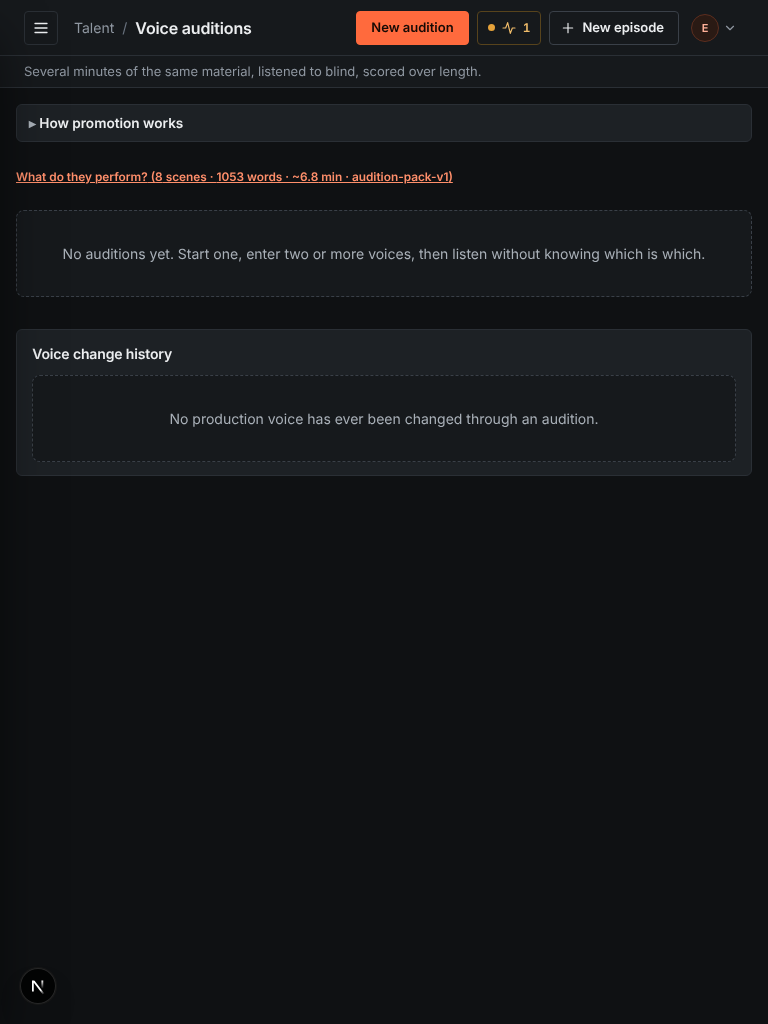 Talent / Voice auditions
New audition
1
New episode
E
Several minutes of the same material, listened to blind, scored over length.
▸ How promotion works
What do they perform? (8 scenes · 1053 words · ~6.8 min · audition-pack-v1)
No auditions yet. Start one, enter two or more voices, then listen without knowing which is which.
Voice change history
No production voice has ever been changed through an audition.
N